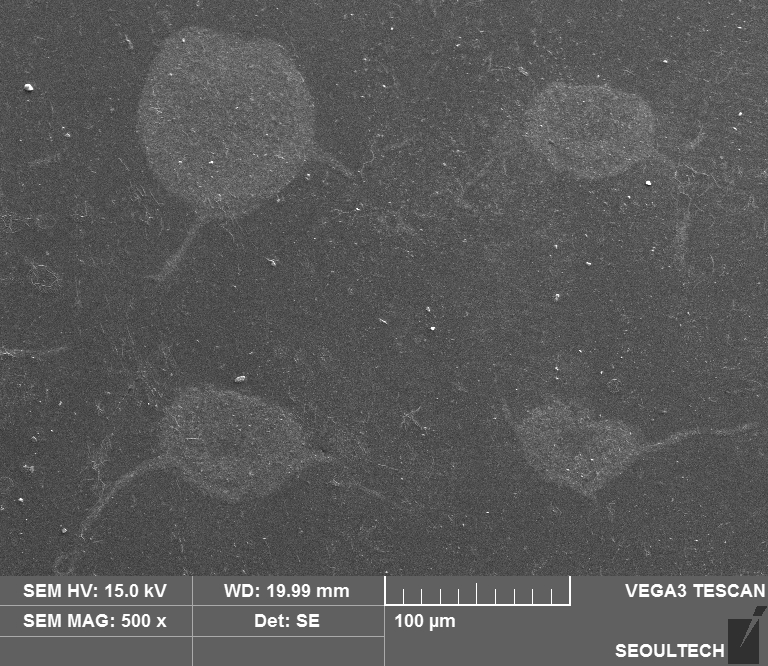 SEM HV: 15.0 kV WD: 19.99 mm VEGA3 TESCAN
SEM MAG: 500 x Det: SE 100 µm
SEOULTECH